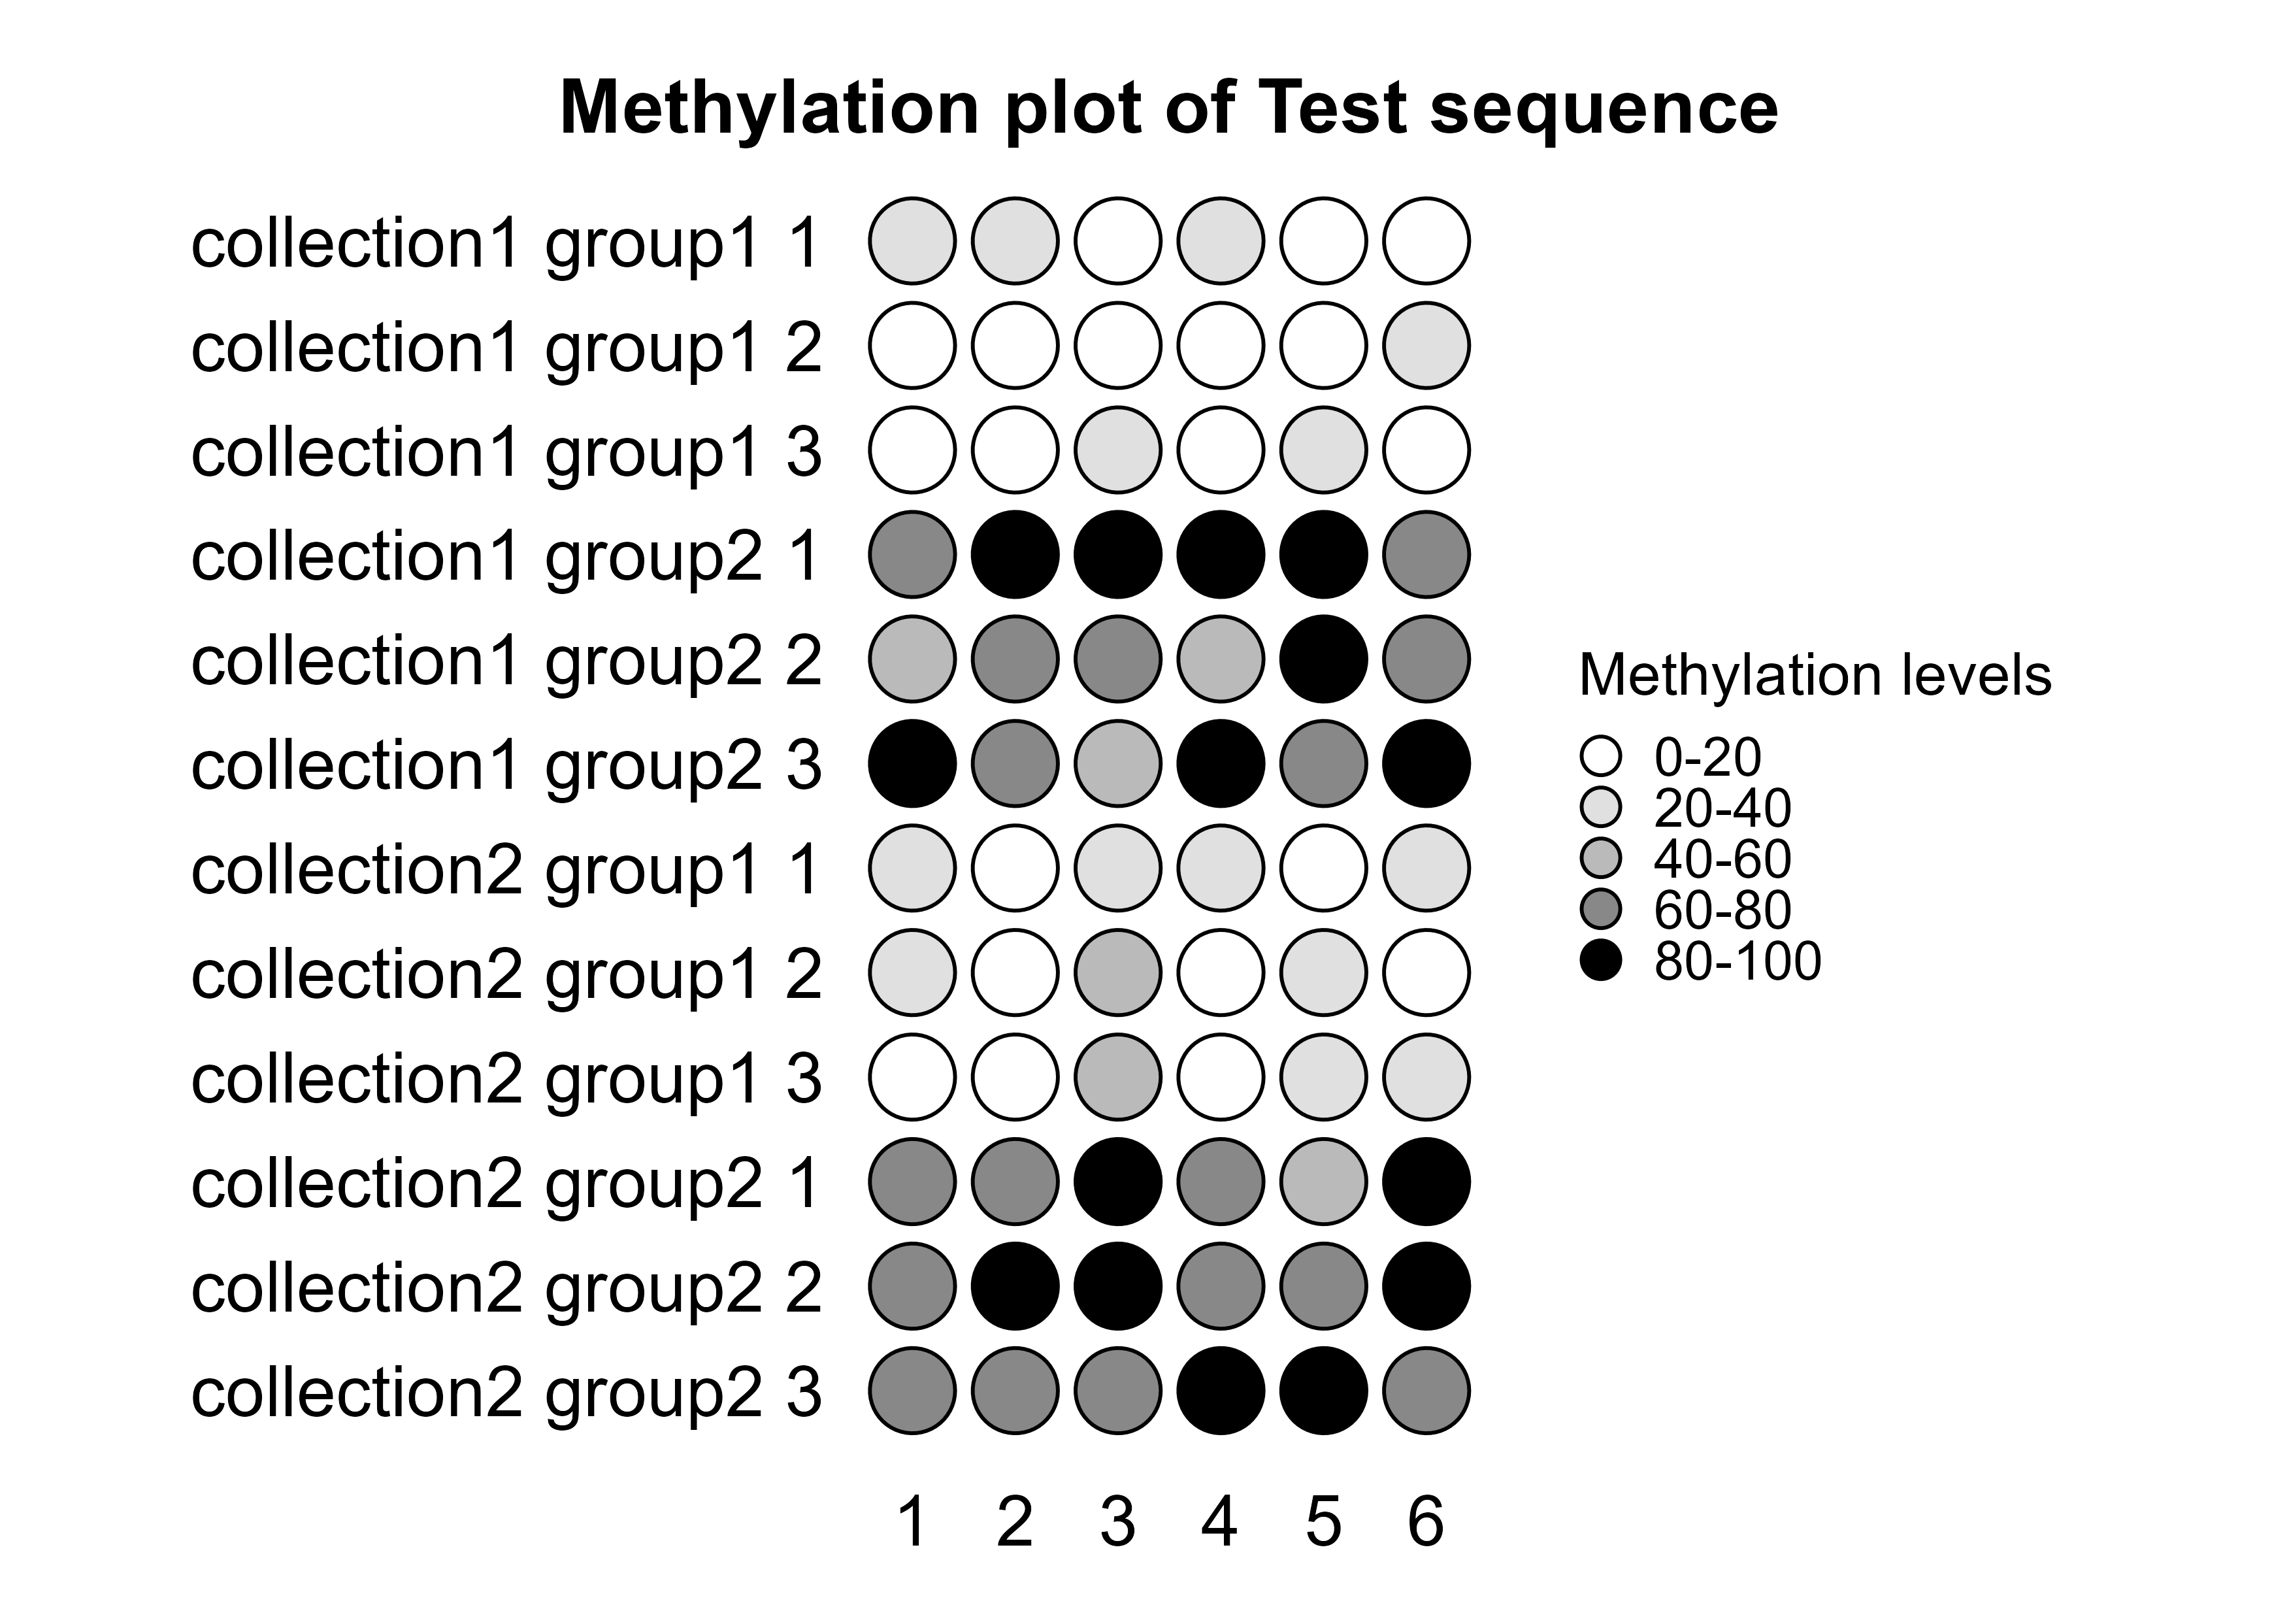 Methylation plot of Test sequence
collection1 group1 1
collection1 group1 2
collection1 group1 3
collection1 group2 1
collection1 group2 2
collection1 group2 3
collection2 group1 1
collection2 group1 2
collection2 group1 3
collection2 group2 1
collection2 group2 2
collection2 group2 3
1 2 3 4 5 6
Methylation levels
0-20
20-40
40-60
60-80
80-100